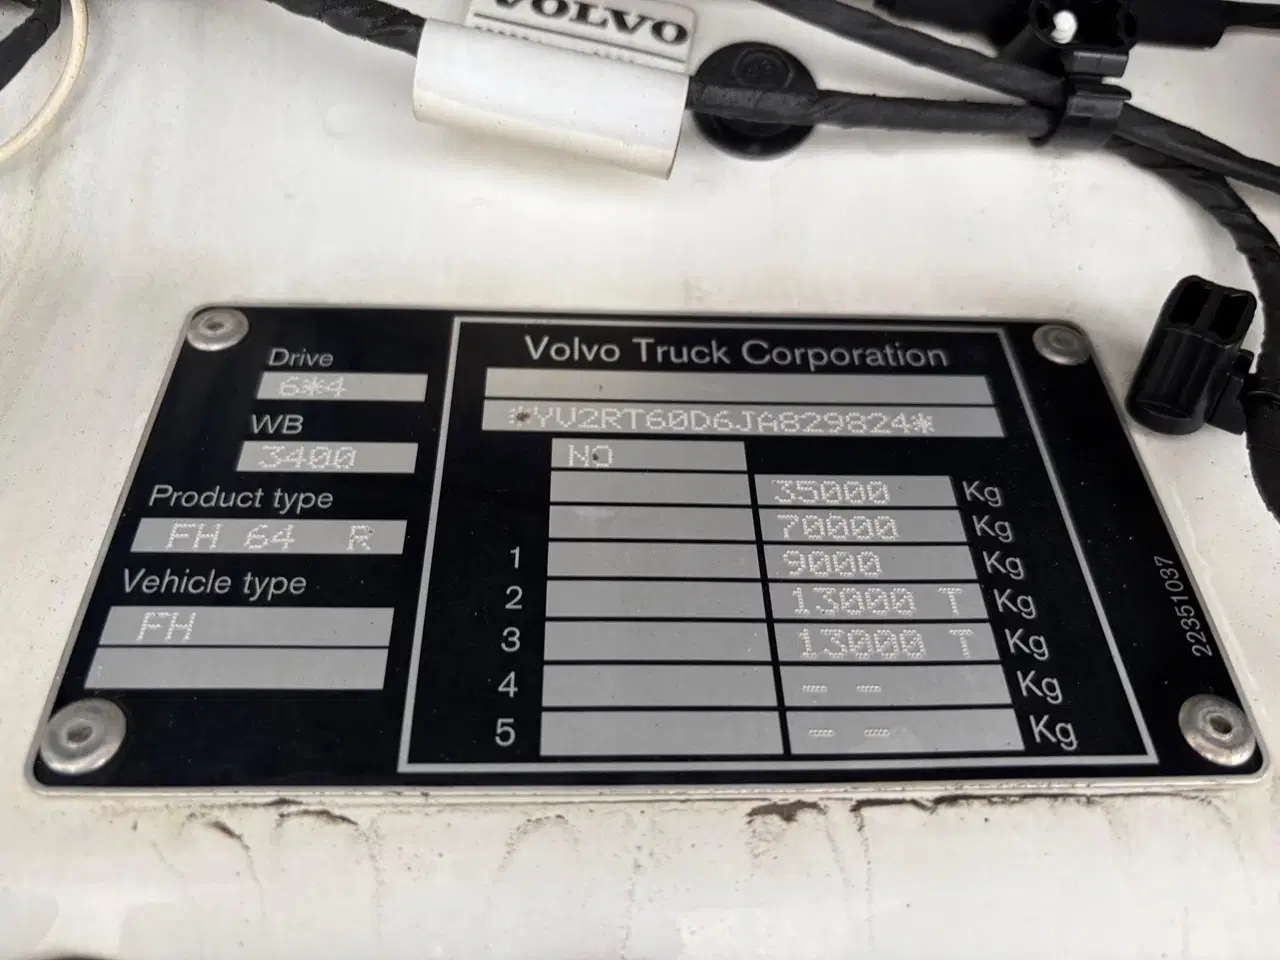 VOLVO
Drive
6*4
WB
3400
Product type
FH 64 R
Vehicle type
FH
Volvo Truck Corporation
*YV2RT60D6JA829824*
NO
35000 Kg
70000 Kg
1 9000 Kg
2 13000 T Kg
3 13000 T Kg
4 -- -- Kg
5 -- -- Kg
22351037